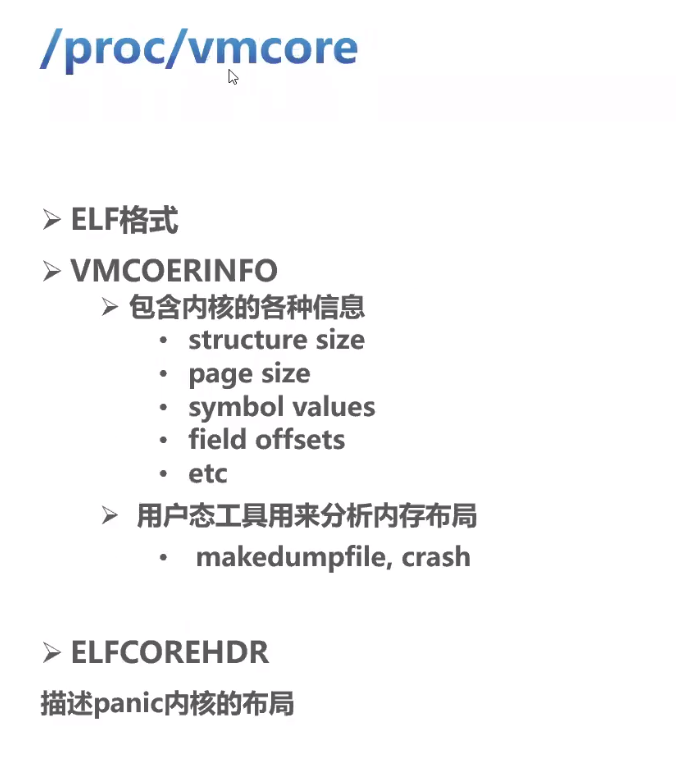 /proc/vmcore
➢ ELF格式
➢ VMCOERINFO
➢ 包含内核的各种信息
• structure size
• page size
• symbol values
• field offsets
• etc
➢ 用户态工具用来分析内存布局
• makedumpfile, crash
➢ ELFCOREHDR
描述panic内核的布局